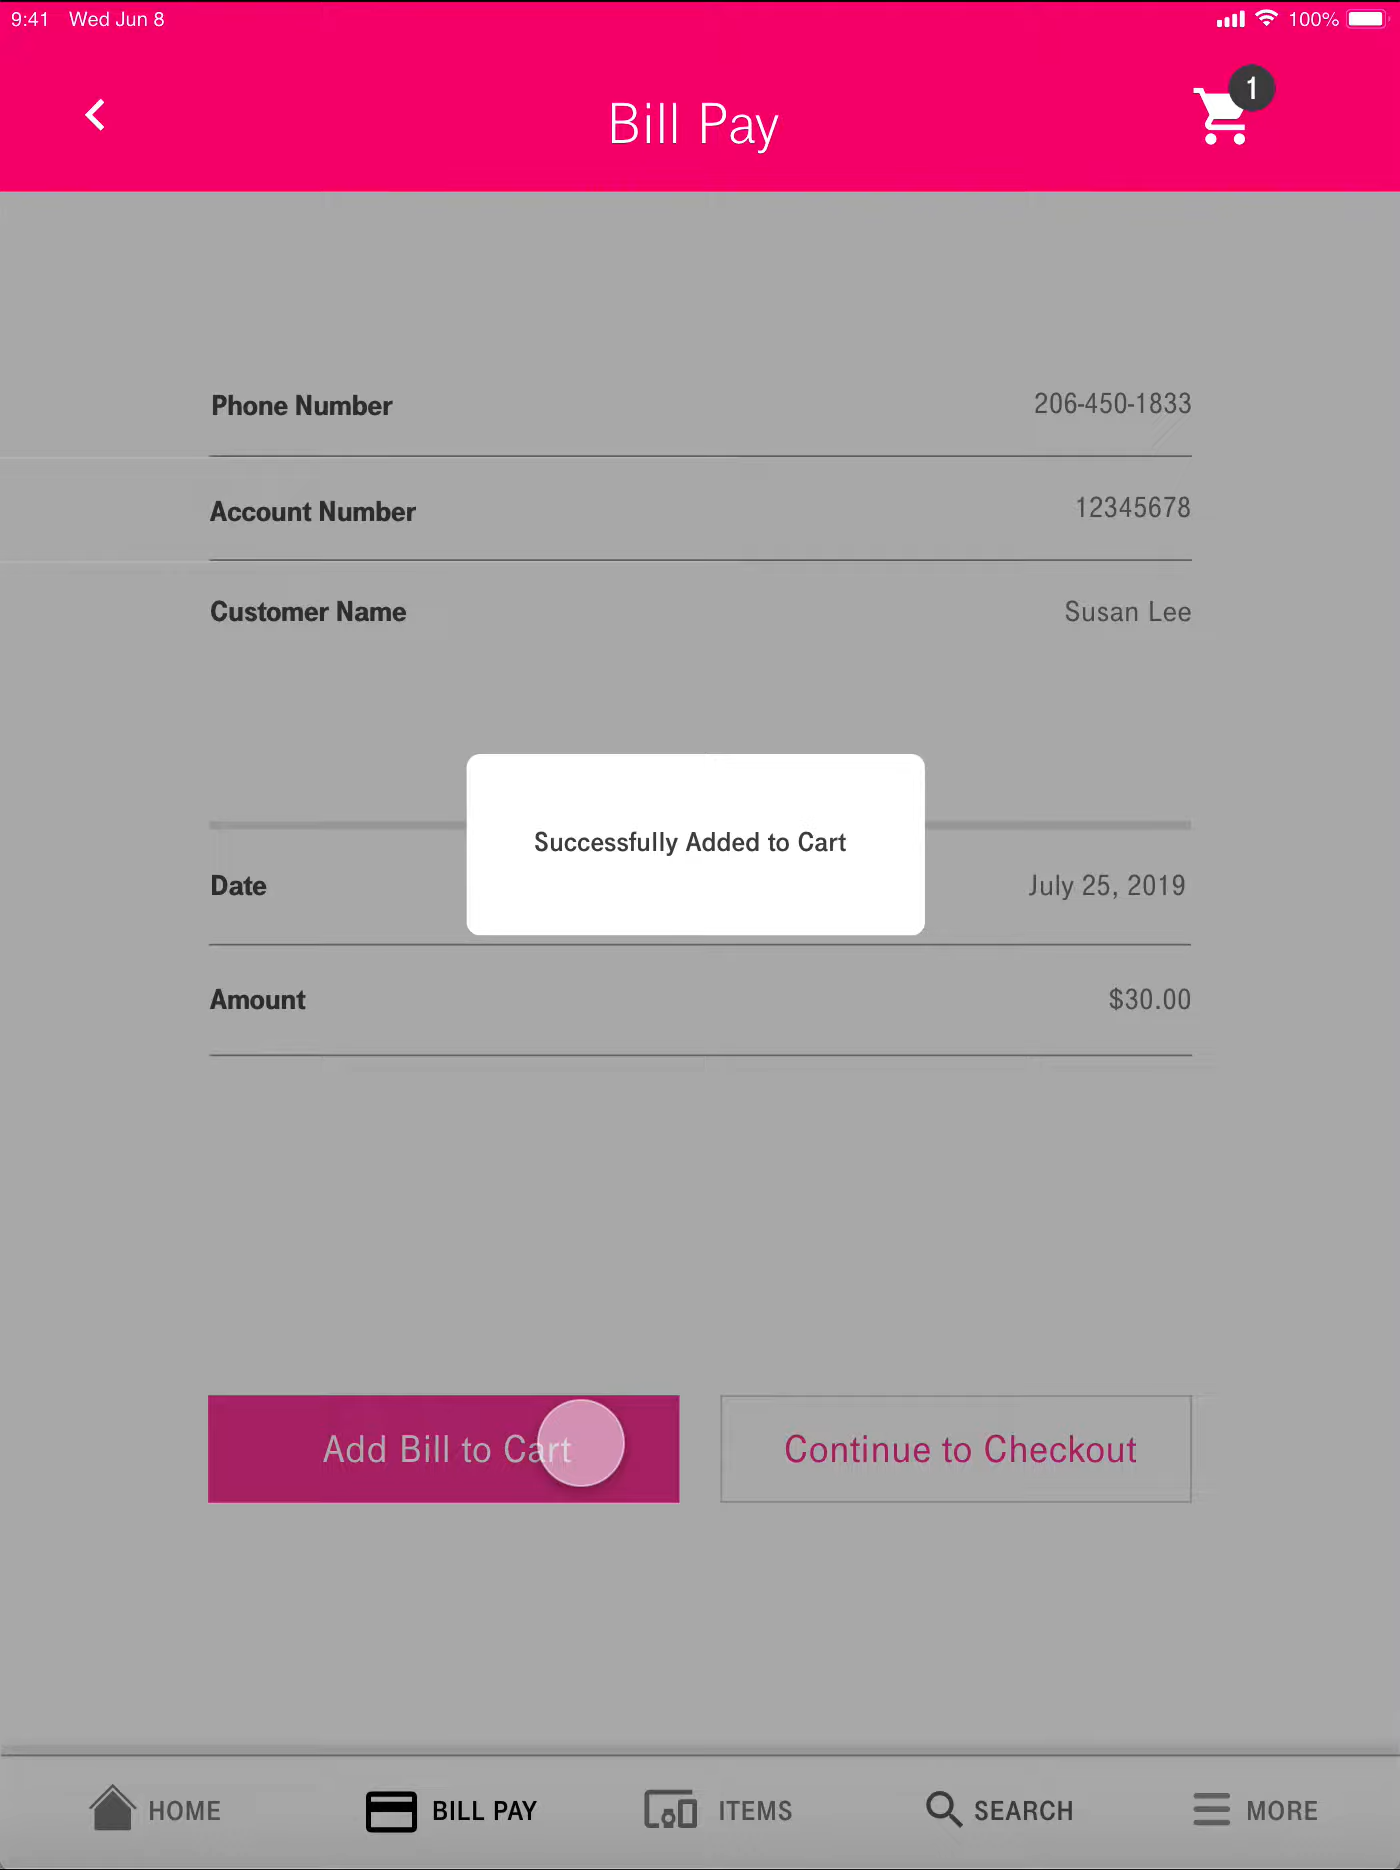 9:41 Wed Jun 8 100%
1
Bill Pay
Phone Number 206-450-1833
Account Number 12345678
Customer Name Susan Lee
Successfully Added to Cart
Date July 25, 2019
Amount $30.00
Add Bill to Cart Continue to Checkout
HOME BILL PAY ITEMS SEARCH MORE